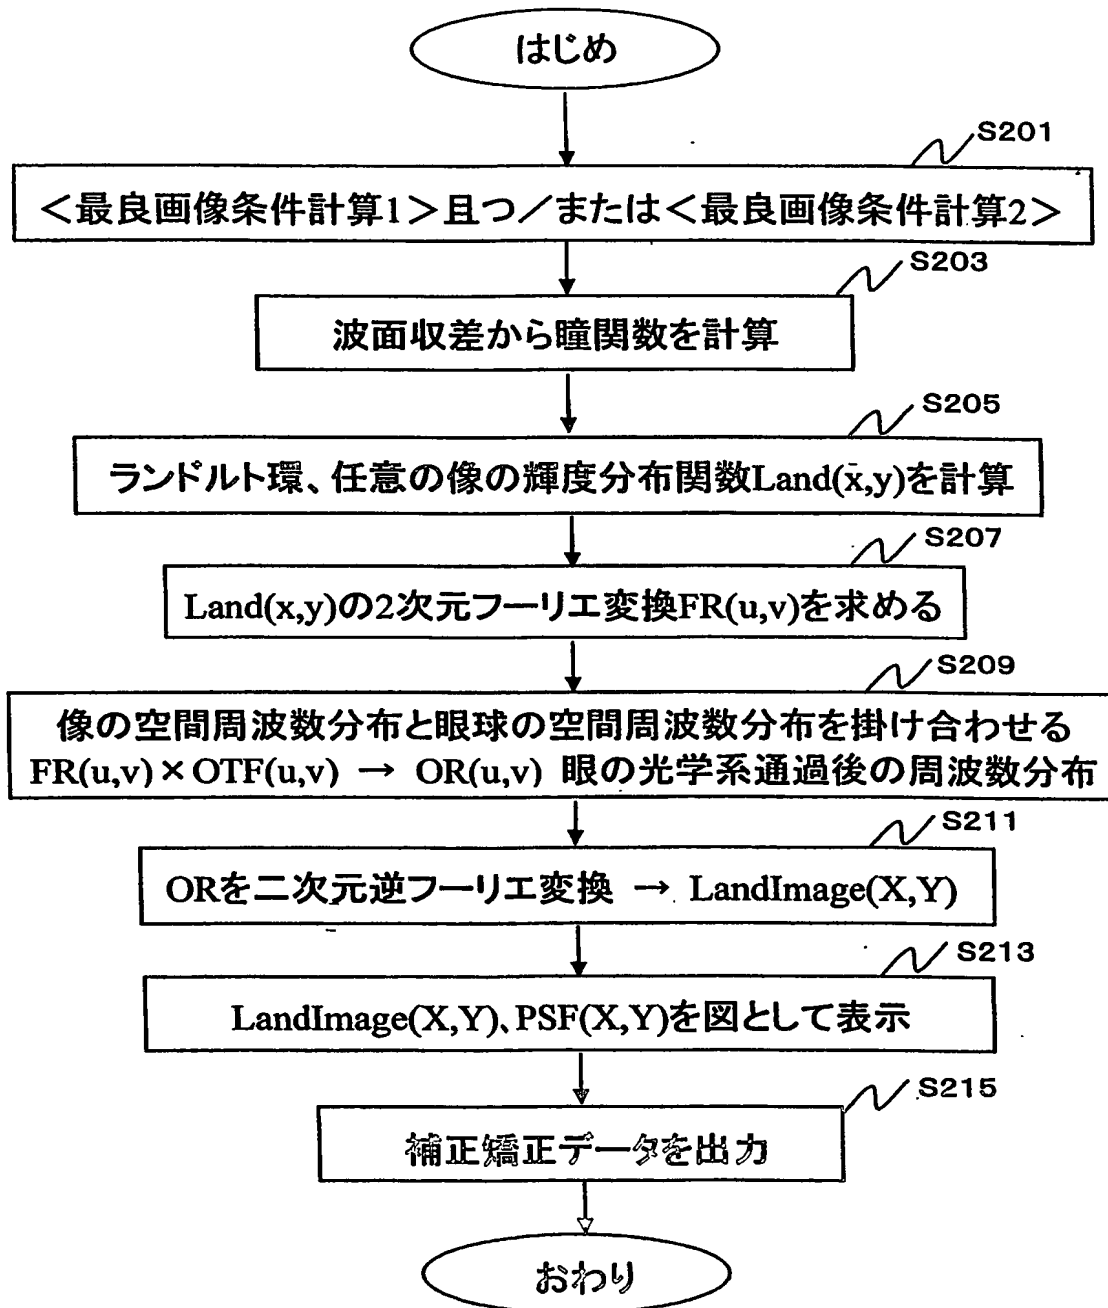 はじめ
S201
＜最良画像条件計算1＞且つ／または＜最良画像条件計算2＞
S203
波面収差から瞳関数を計算
S205
ランドルト環、任意の像の輝度分布関数Land(x,y)を計算
S207
Land(x,y)の2次元フーリエ変換FR(u,v)を求める
S209
像の空間周波数分布と眼球の空間周波数分布を掛け合わせる
FR(u,v)×OTF(u,v) → OR(u,v) 眼の光学系通過後の周波数分布
S211
ORを二次元逆フーリエ変換 → LandImage(X,Y)
S213
LandImage(X,Y)、PSF(X,Y)を図として表示
S215
補正矯正データを出力
おわり